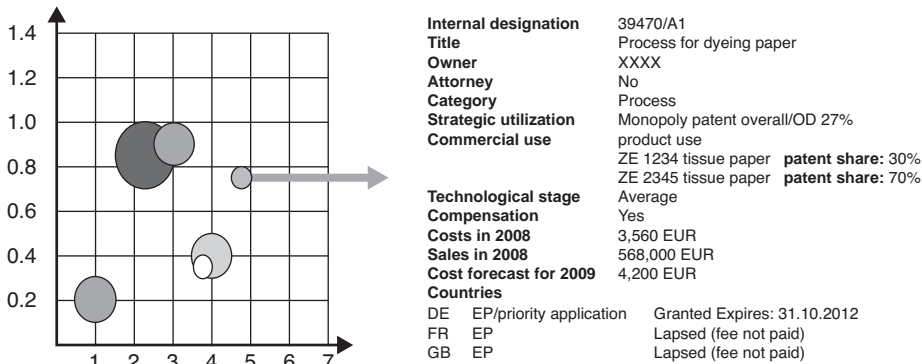 1.4
1.2
1.0
0.8
0.6
0.4
0.2
1 2 3 4 5 6 7
Internal designation 39470/A1
Title Process for dyeing paper
Owner XXXX
Attorney No
Category Process
Strategic utilization Monopoly patent overall/OD 27%
Commercial use product use
ZE 1234 tissue paper patent share: 30%
ZE 2345 tissue paper patent share: 70%
Technological stage Average
Compensation Yes
Costs in 2008 3,560 EUR
Sales in 2008 568,000 EUR
Cost forecast for 2009 4,200 EUR
Countries
DE EP/priority application Granted Expires: 31.10.2012
FR EP Lapsed (fee not paid)
GB EP Lapsed (fee not paid)